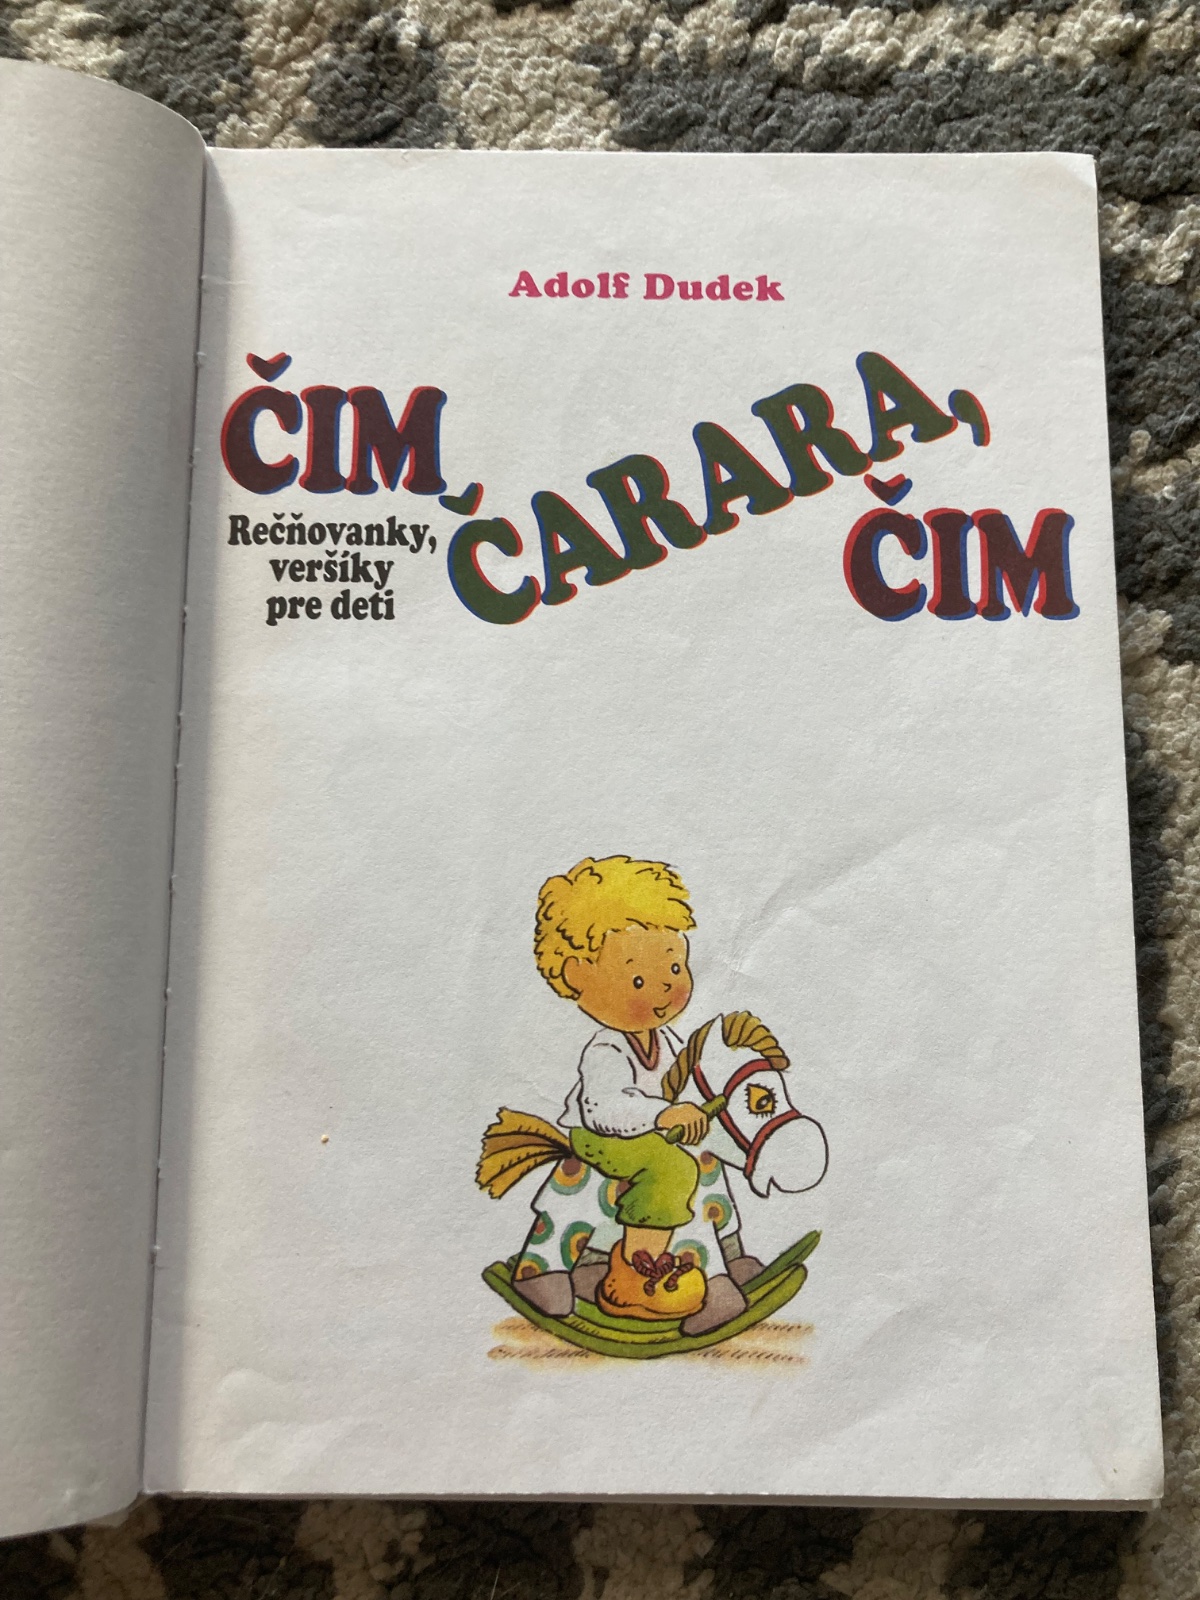 Adolf Dudek
ČIM
ČARARA,
ČIM
Rečňovanky,
veršíky
pre deti